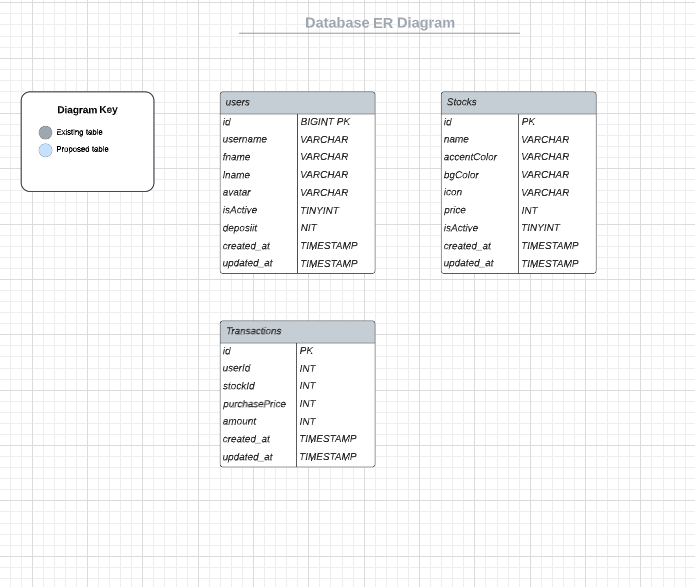 Database ER Diagram
Diagram Key
Existing table
Proposed table
users
id BIGINT PK
username VARCHAR
fname VARCHAR
lname VARCHAR
avatar VARCHAR
isActive TINYINT
deposiit NIT
created_at TIMESTAMP
updated_at TIMESTAMP
Stocks
id PK
name VARCHAR
accentColor VARCHAR
bgColor VARCHAR
icon VARCHAR
price INT
isActive TINYINT
created_at TIMESTAMP
updated_at TIMESTAMP
Transactions
id PK
userId INT
stockId INT
purchasePrice INT
amount INT
created_at TIMESTAMP
updated_at TIMESTAMP